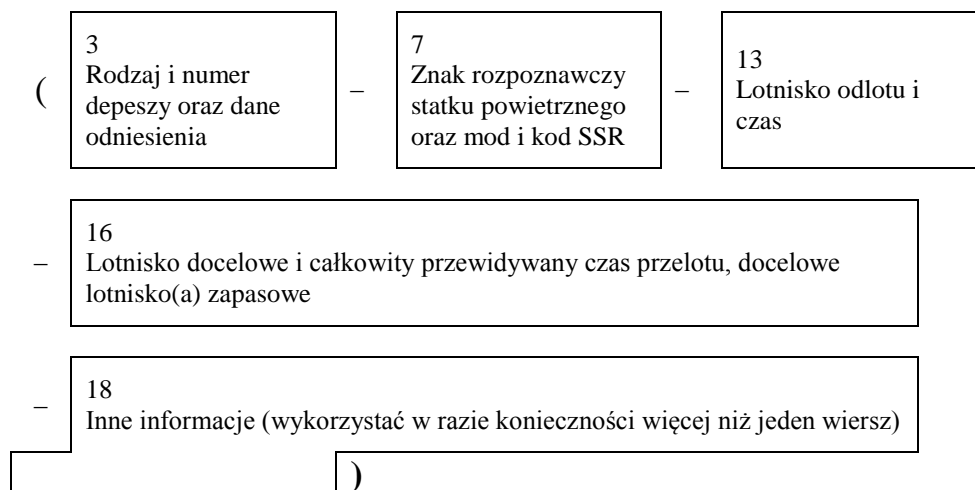 (
3
Rodzaj i numer
depeszy oraz dane
odniesienia
–
7
Znak rozpoznawczy
statku powietrznego
oraz mod i kod SSR
–
13
Lotnisko odlotu i
czas
–
16
Lotnisko docelowe i całkowity przewidywany czas przelotu, docelowe
lotnisko(a) zapasowe
–
18
Inne informacje (wykorzystać w razie konieczności więcej niż jeden wiersz)
)